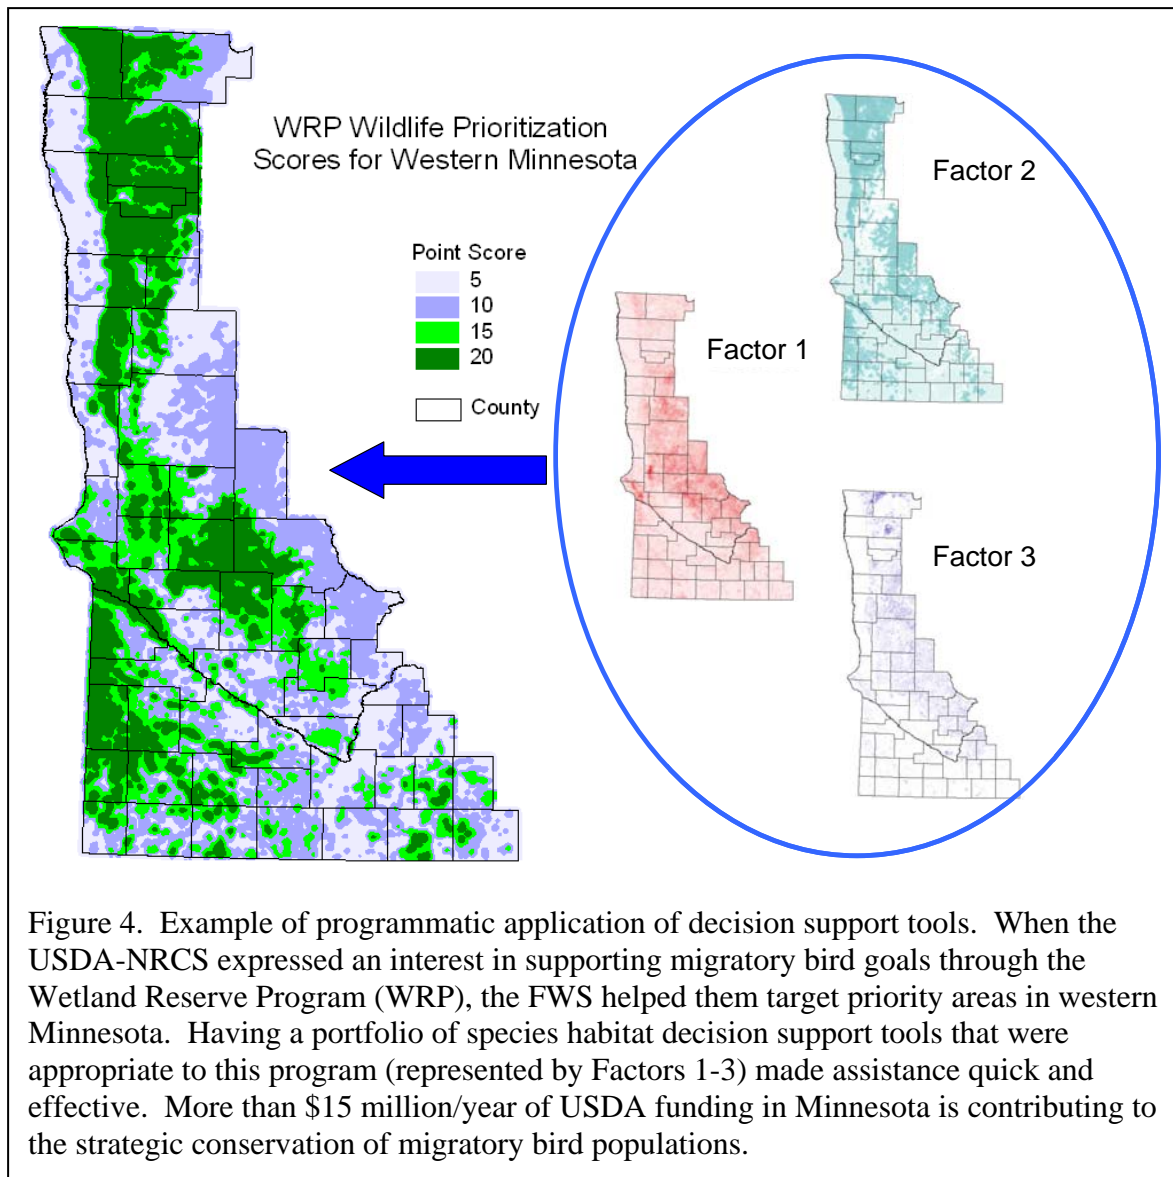 WRP Wildlife Prioritization
Scores for Western Minnesota
Point Score
5
10
15
20
County
Factor 1
Factor 2
Factor 3
Figure 4.  Example of programmatic application of decision support tools.  When the
USDA-NRCS expressed an interest in supporting migratory bird goals through the
Wetland Reserve Program (WRP), the FWS helped them target priority areas in western
Minnesota.  Having a portfolio of species habitat decision support tools that were
appropriate to this program (represented by Factors 1-3) made assistance quick and
effective.  More than $15 million/year of USDA funding in Minnesota is contributing to
the strategic conservation of migratory bird populations.